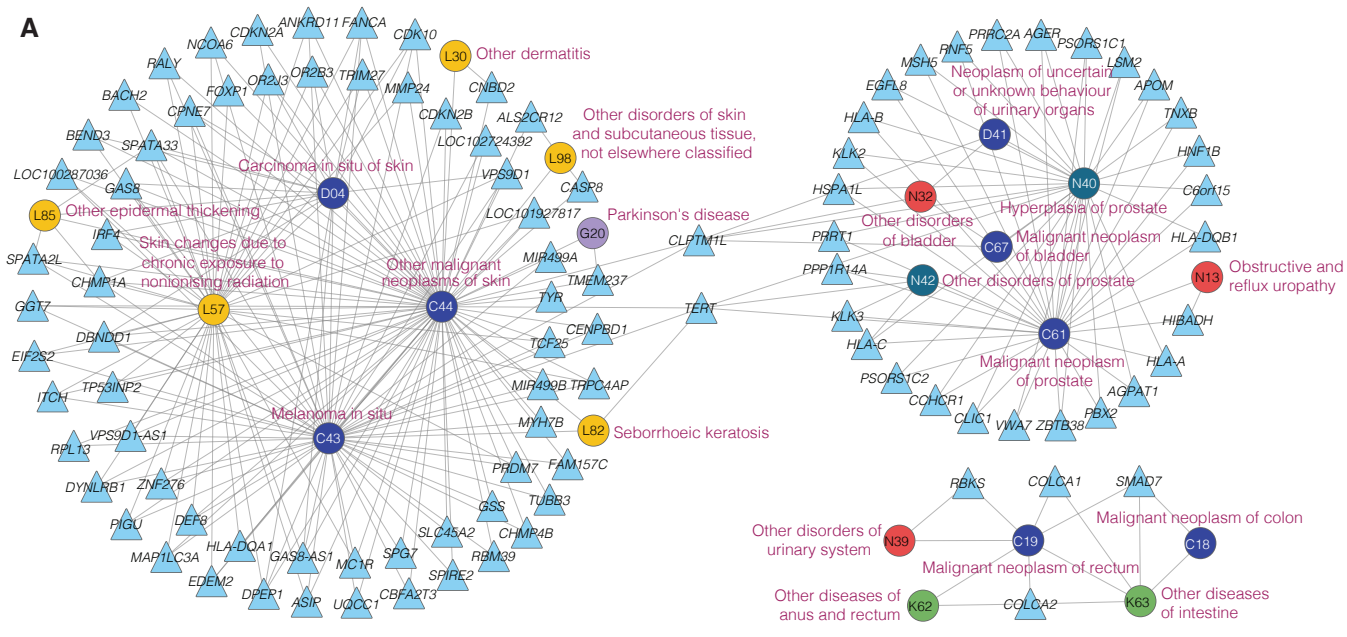 A
ANKRD11
FANCA
CDKN2A
CDK10
NCOA6
L30
Other dermatitis
RALY
OR2J3
OR2B3
TRIM27
MMP24
CNBD2
BACH2
FOXP1
CPNE7
CDKN2B
ALS2CR12
Other disorders of skin
and subcutaneous tissue,
not elsewhere classified
BEND3
SPATA33
LOC102724392
L98
LOC100287036
Carcinoma in situ of skin
VPS9D1
GAS8
D04
CASP8
L85
Other epidermal thickening
LOC101927817
Parkinson's disease
G20
IRF4
Skin changes due to
chronic exposure to
nonionising radiation
SPATA2L
Other malignant
neoplasms of skin
MIR499A
CHMP1A
TMEM237
GGT7
L57
C44
TYR
DBNDD1
CENPBD1
TCF25
EIF2S2
ITCH
TP53INP2
MIR499B
TRPC4AP
Melanoma in situ
C43
MYH7B
L82
Seborrhoeic keratosis
RPL13
VPS9D1-AS1
PRDM7
FAM157C
DYNLRB1
ZNF276
TUBB3
PIGU
DEF8
GSS
CHMP4B
SLC45A2
MAP1LC3A
HLA-DQA1
GAS8-AS1
MC1R
SPG7
RBM39
EDEM2
SPIRE2
DPEP1
ASIP
UQCC1
CBFA2T3
CLPTM1L
TERT
PRRC2A
AGER
PSORS1C1
RNF5
LSM2
MSH5
Neoplasm of uncertain
or unknown behaviour
of urinary organs
APOM
EGFL8
TNXB
HLA-B
D41
KLK2
HNF1B
HSPA1L
N32
N40
C6orf15
Hyperplasia of prostate
Other disorders
of bladder
PRRT1
C67
Malignant neoplasm
of bladder
HLA-DQB1
PPP1R14A
N42
Other disorders of prostate
N13
Obstructive and
reflux uropathy
KLK3
C61
HIBADH
HLA-C
Malignant neoplasm
of prostate
HLA-A
PSORS1C2
CCHCR1
AGPAT1
CLIC1
VWA7
ZBTB38
PBX2
RBKS
COLCA1
SMAD7
Other disorders of
urinary system
N39
C19
Malignant neoplasm of colon
C18
Malignant neoplasm of rectum
Other diseases of
anus and rectum
K62
COLCA2
K63
Other diseases
of intestine